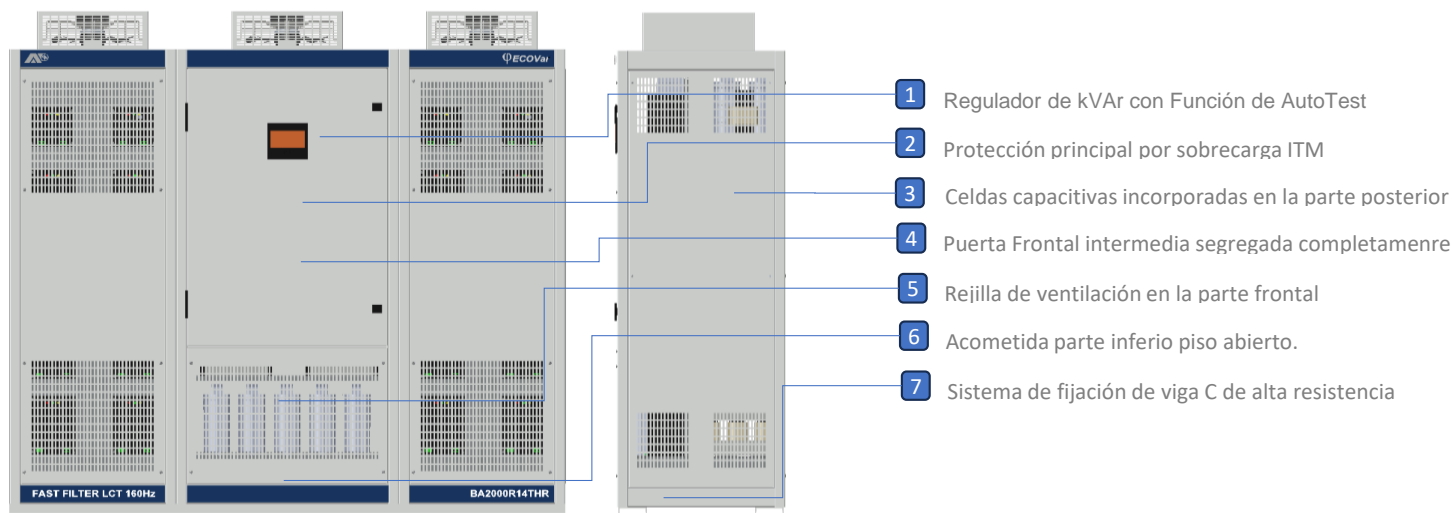 φECOVar
1 Regulador de kVAr con Función de AutoTest
2 Protección principal por sobrecarga ITM
3 Celdas capacitivas incorporadas en la parte posterior
4 Puerta Frontal intermedia segregada completamenre
5 Rejilla de ventilación en la parte frontal
6 Acometida parte inferio piso abierto.
7 Sistema de fijación de viga C de alta resistencia
FAST FILTER LCT 160Hz
BA2000R14THR